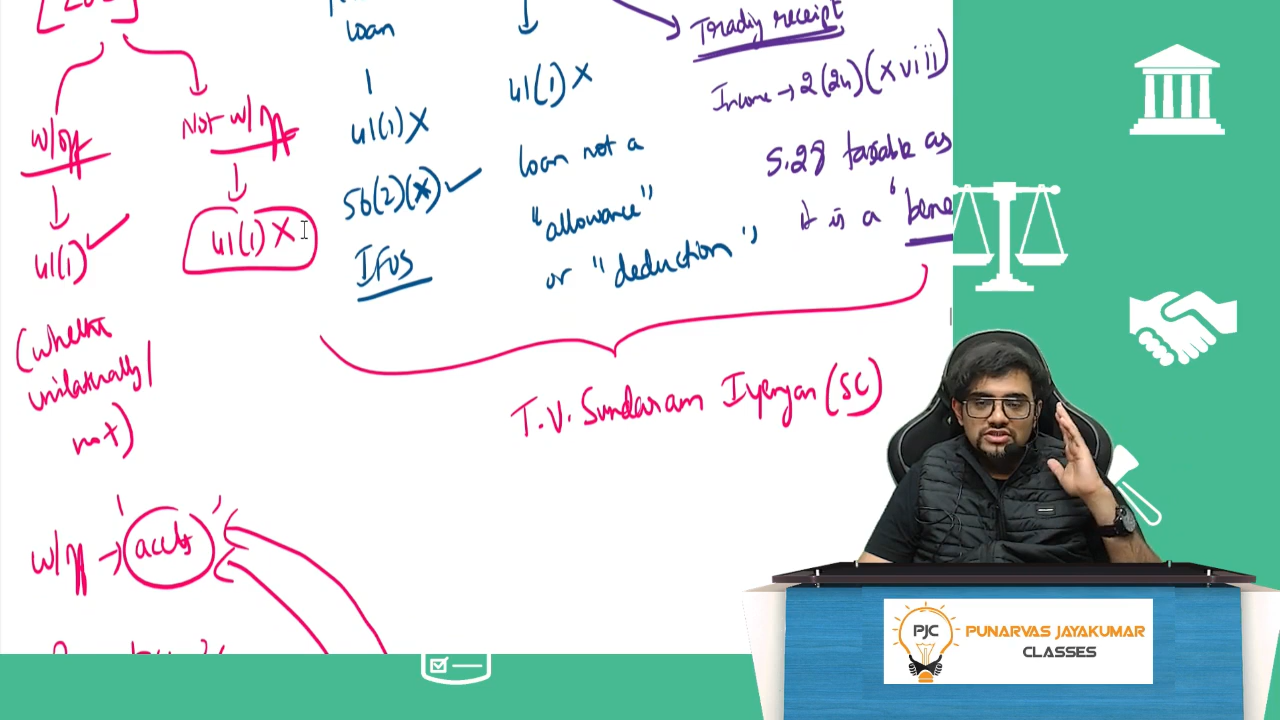 w/off
↓
41(1) ✓
(whether
unilaterally/
not)
Not w/off
↓
41(1) X
loan
|
41(1) X
56(2)(x) ✓
IFOS
↓
41(1) X
loan not a
"allowance"
or "deduction"
Trading receipt
Income → 2(24)(xviii)
S.28 taxable as
it is a 'bene
T.V. Sundaram Iyengar (SC)
w/off → 'accts'
PJC
PUNARVAS JAYAKUMAR
CLASSES